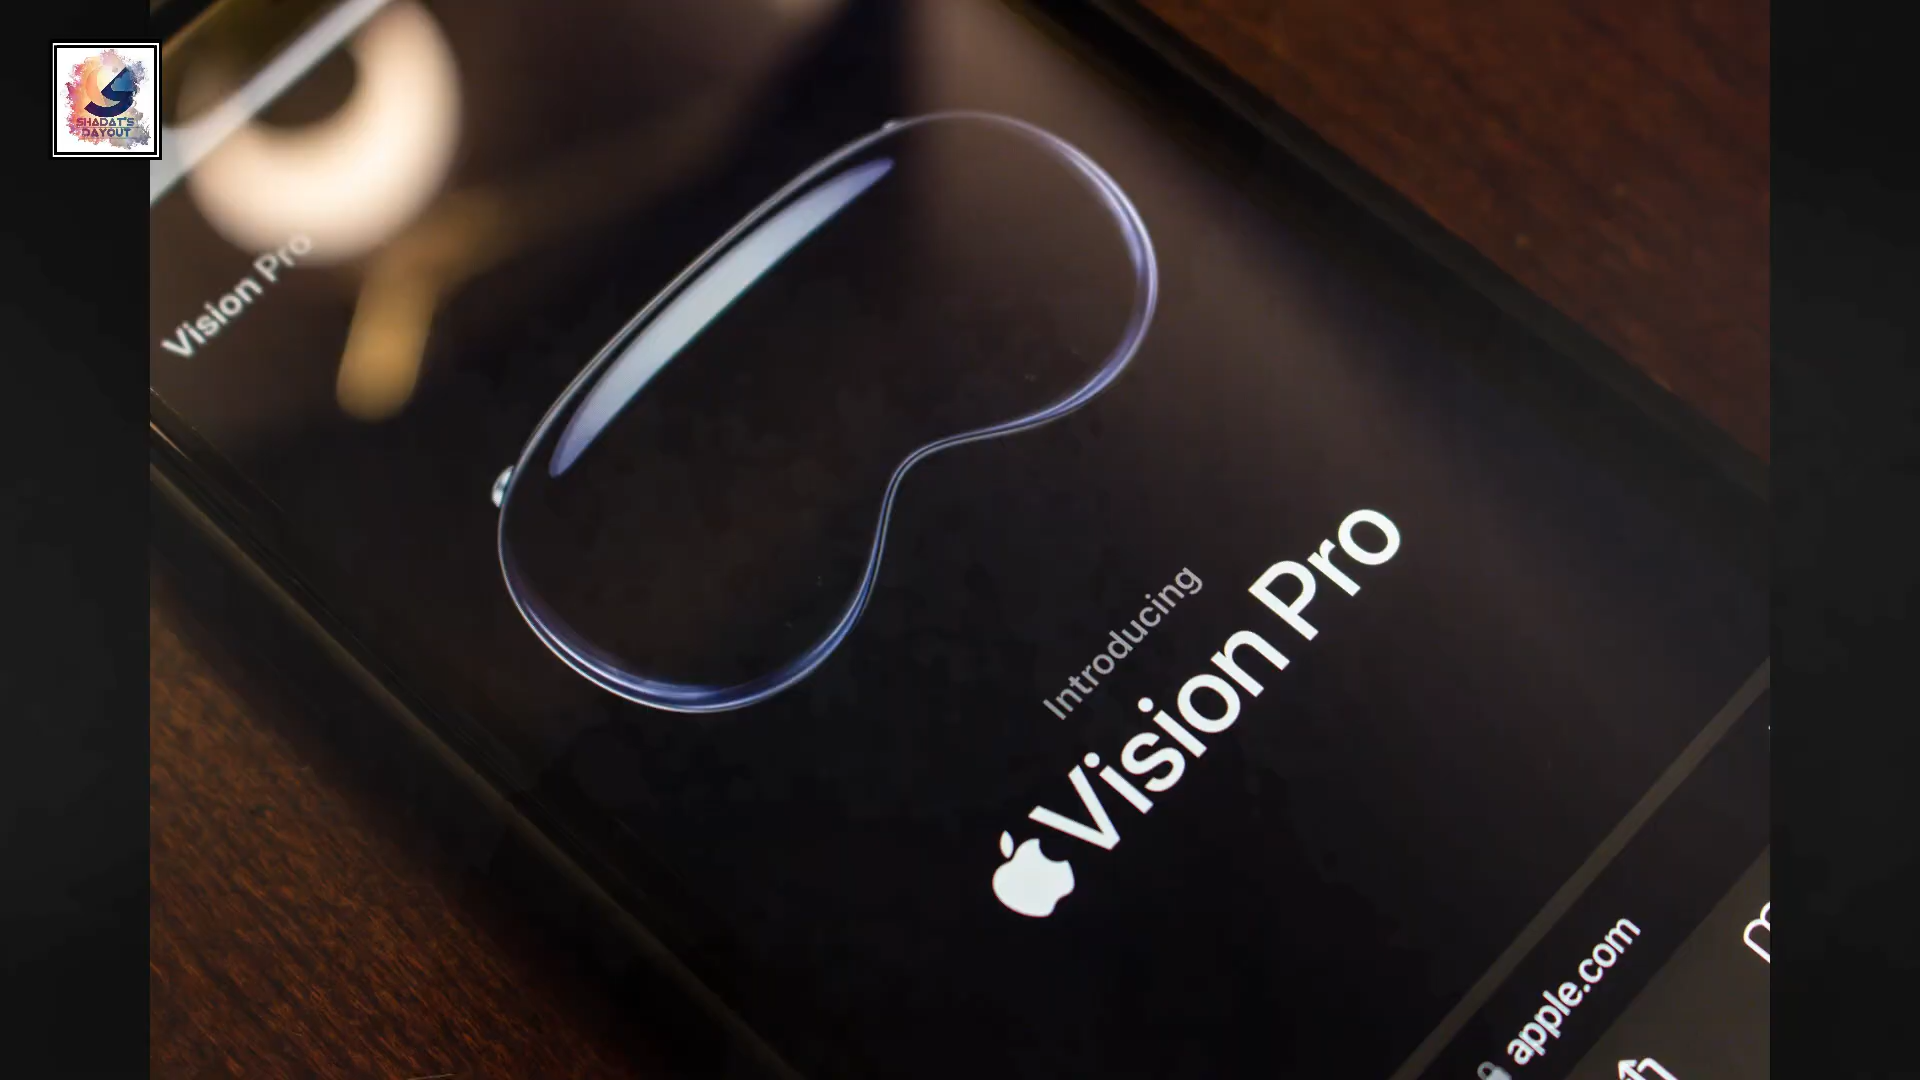 SHADAT'S
DAYOUT
Vision Pro
Introducing
Vision Pro
apple.com